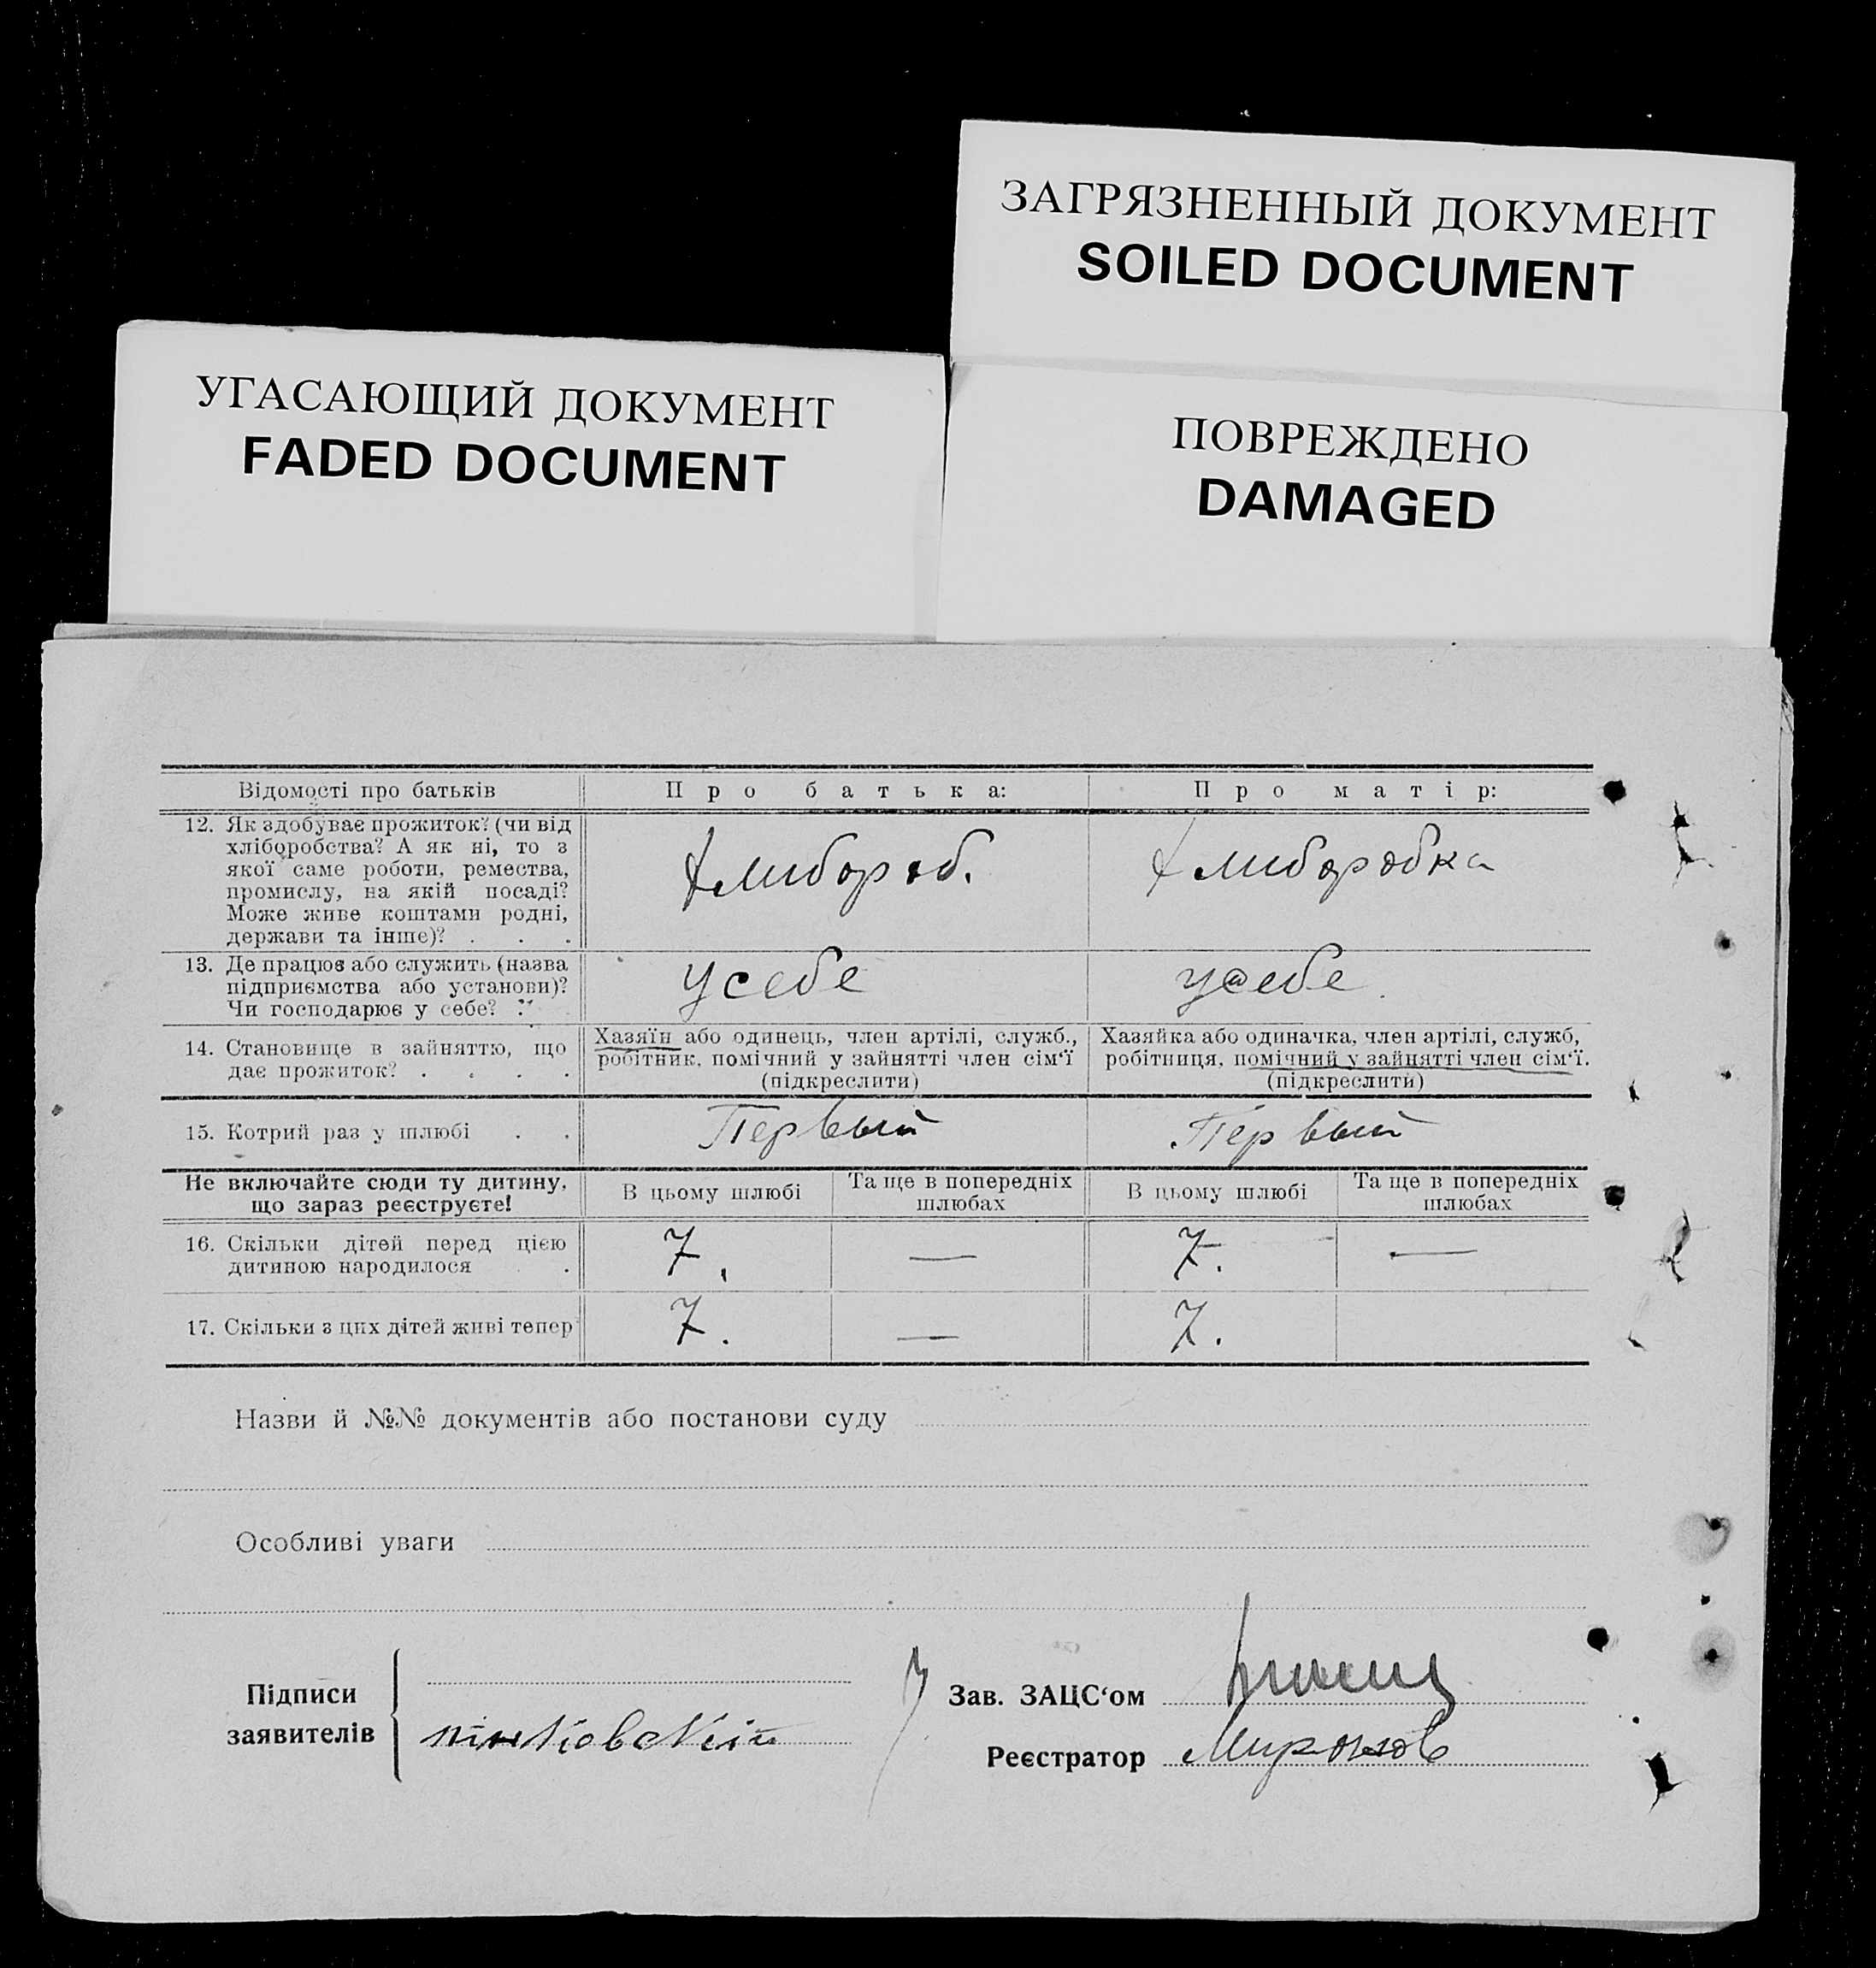 ЗАГРЯЗНЕННЫЙ ДОКУМЕНТ
SOILED DOCUMENT
УГАСАЮЩИЙ ДОКУМЕНТ
FADED DOCUMENT
ПОВРЕЖДЕНО
DAMAGED
Відомості про батьків
Про батька:
Про матір:
12. Як здобуває прожиток? (чи від
хліборобства? А як ні, то з
якої саме роботи, ремества,
промислу, на якій посаді?
Може живе коштами родні,
держави та інше)? . . .
Хлибороб.
Хлиборобка
13. Де працює або служить (назва
підприємства або установи)?
Чи господарює у себе?
усебе
усебе
14. Становище в зайняттю, що
дає прожиток? . . . .
Хазяїн або одинець, член артілі, служб.,
робітник, помічний у зайнятті член сім'ї
(підкреслити)
Хазяйка або одиначка, член артілі, служб,
робітниця, помічний у зайнятті член сім'ї.
(підкреслити)
15. Котрий раз у шлюбі . .
Первый
Первый
Не включайте сюди ту дитину,
що зараз реєструєте!
В цьому шлюбі
Та ще в попередніх
шлюбах
В цьому шлюбі
Та ще в попередніх
шлюбах
16. Скільки дітей перед цією
дитиною народилося .
7.
—
7.
—
17. Скільки з цих дітей живі тепер
7.
—
7.
Назви й №№ документів або постанови суду
Особливі уваги
Підписи
заявителів
Зав. ЗАЦС'ом
Реєстратор
Миронов